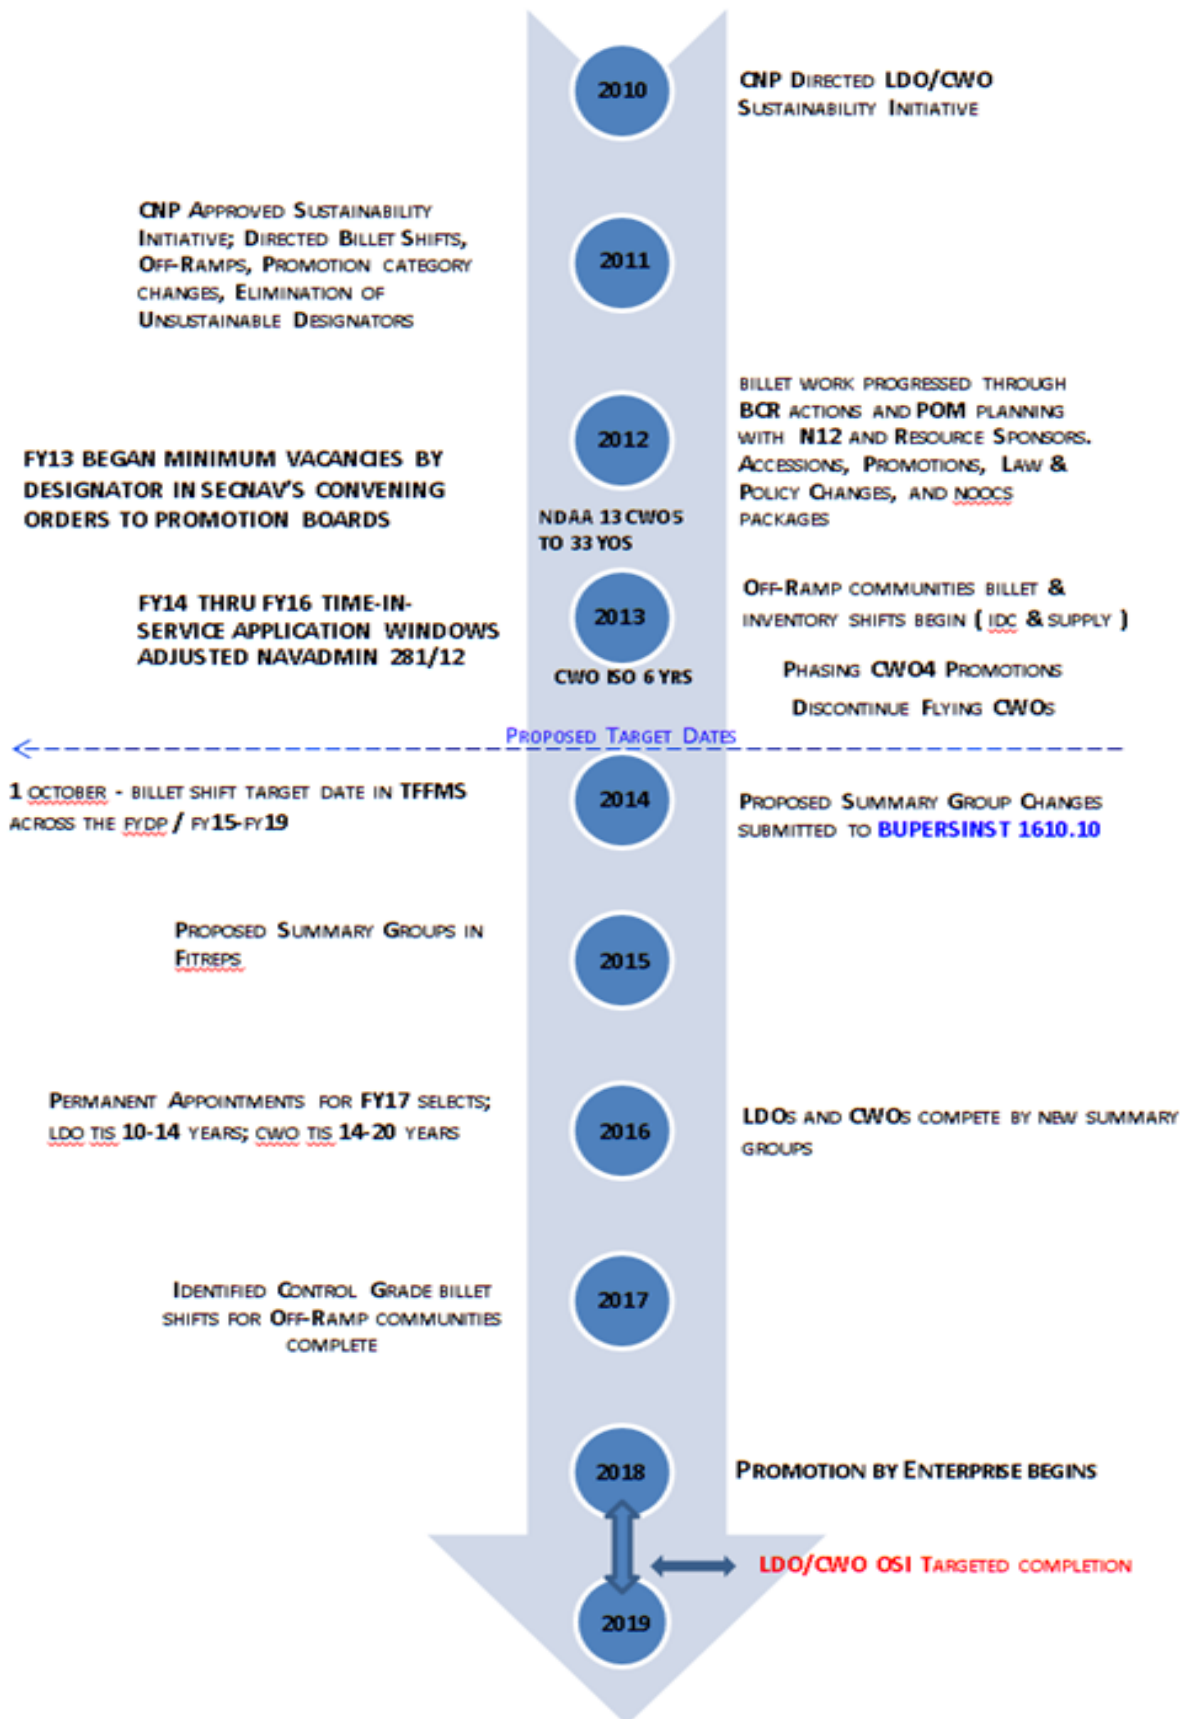 2010
CNP Directed LDO/CWO
Sustainability Initiative
CNP Approved Sustainability
Initiative; Directed Billet Shifts,
Off-Ramps, Promotion category
changes, Elimination of
Unsustainable Designators
2011
billet work progressed through
BCR actions and POM planning
with N12 and Resource Sponsors.
Accessions, Promotions, Law &
Policy Changes, and NOOCS
packages
2012
FY13 BEGAN MINIMUM VACANCIES BY
DESIGNATOR IN SECNAV'S CONVENING
ORDERS TO PROMOTION BOARDS
NDAA 13 CWO5
TO 33 YOS
FY14 THRU FY16 TIME-IN-
SERVICE APPLICATION WINDOWS
ADJUSTED NAVADMIN 281/12
2013
CWO ISO 6 YRS
Off-Ramp communities billet &
inventory shifts begin ( IDC & supply )
Phasing CWO4 Promotions
Discontinue Flying CWOs
Proposed Target Dates
1 october - billet shift target date in TFFMS
across the FYDP / FY15-FY19
2014
Proposed Summary Group Changes
submitted to BUPERSINST 1610.10
Proposed Summary Groups in
Fitreps
2015
Permanent Appointments for FY17 selects;
LDO TIS 10-14 years; CWO TIS 14-20 years
2016
LDOs and CWOs compete by new summary
groups
Identified Control Grade billet
shifts for Off-Ramp communities
complete
2017
2018
Promotion by Enterprise begins
LDO/CWO OSI Targeted completion
2019